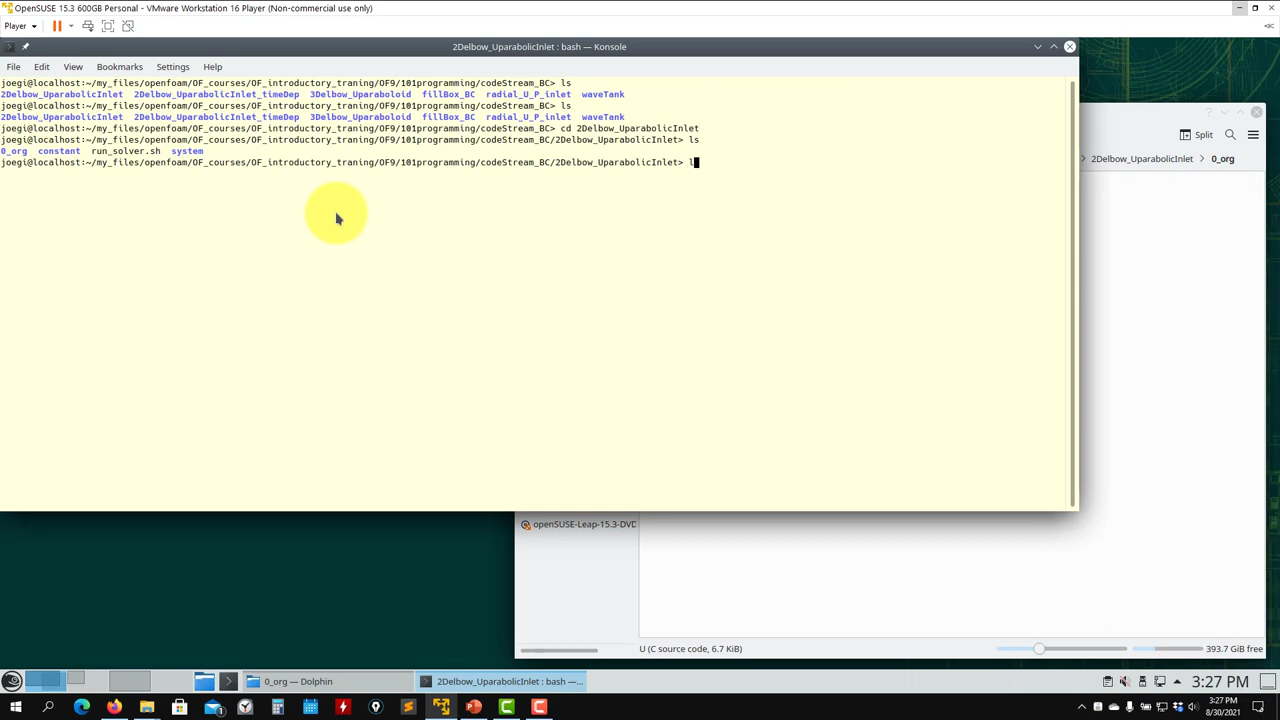 OpenSUSE 15.3 600GB Personal - VMware Workstation 16 Player (Non-commercial use only)
Player
2Delbow_UparabolicInlet : bash — Konsole
File Edit View Bookmarks Settings Help
joegi@localhost:~/my_files/openfoam/OF_courses/OF_introductory_traning/OF9/101programming/codeStream_BC> ls
2Delbow_UparabolicInlet 2Delbow_UparabolicInlet_timeDep 3Delbow_Uparaboloid fillBox_BC radial_U_P_inlet waveTank
joegi@localhost:~/my_files/openfoam/OF_courses/OF_introductory_traning/OF9/101programming/codeStream_BC> ls
2Delbow_UparabolicInlet 2Delbow_UparabolicInlet_timeDep 3Delbow_Uparaboloid fillBox_BC radial_U_P_inlet waveTank
joegi@localhost:~/my_files/openfoam/OF_courses/OF_introductory_traning/OF9/101programming/codeStream_BC> cd 2Delbow_UparabolicInlet
joegi@localhost:~/my_files/openfoam/OF_courses/OF_introductory_traning/OF9/101programming/codeStream_BC/2Delbow_UparabolicInlet> ls
0_org constant run_solver.sh system
joegi@localhost:~/my_files/openfoam/OF_courses/OF_introductory_traning/OF9/101programming/codeStream_BC/2Delbow_UparabolicInlet> l
Split
2Delbow_UparabolicInlet > 0_org
openSUSE-Leap-15.3-DVD
U (C source code, 6.7 KiB)
393.7 GiB free
0_org — Dolphin
2Delbow_UparabolicInlet : bash —...
3:27 PM
3:27 PM
8/30/2021